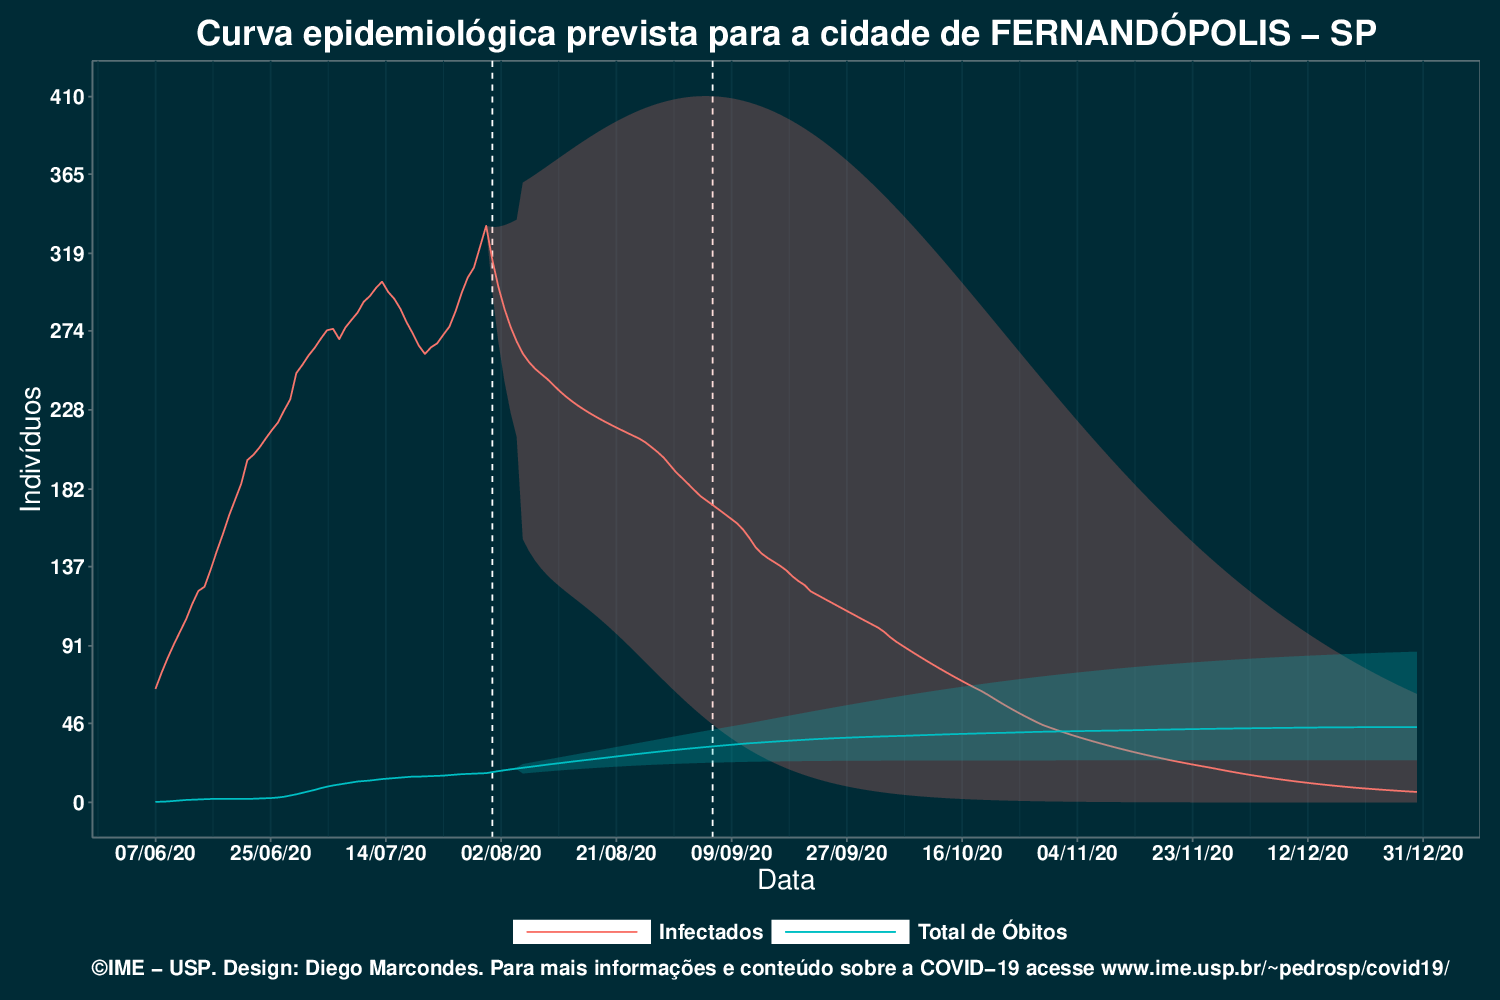 Curva epidemiológica prevista para a cidade de FERNANDÓPOLIS – SP
Indivíduos
410
365
319
274
228
182
137
91
46
0
07/06/20 25/06/20 14/07/20 02/08/20 21/08/20 09/09/20 27/09/20 16/10/20 04/11/20 23/11/20 12/12/20 31/12/20
Data
Infectados Total de Óbitos
©IME – USP. Design: Diego Marcondes. Para mais informações e conteúdo sobre a COVID–19 acesse www.ime.usp.br/~pedrosp/covid19/